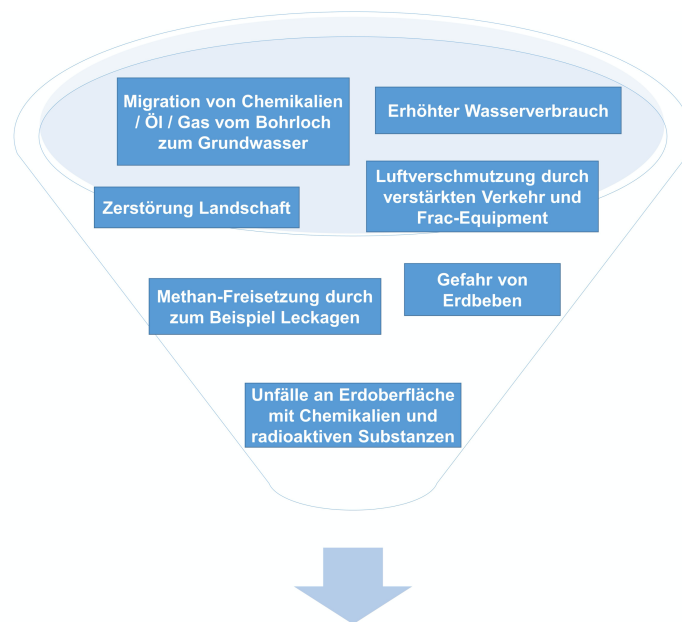 Migration von Chemikalien
/ Öl / Gas vom Bohrloch
zum Grundwasser
Erhöhter Wasserverbrauch
Luftverschmutzung durch
verstärkten Verkehr und
Frac-Equipment
Zerstörung Landschaft
Gefahr von
Erdbeben
Methan-Freisetzung durch
zum Beispiel Leckagen
Unfälle an Erdoberfläche
mit Chemikalien und
radioaktiven Substanzen